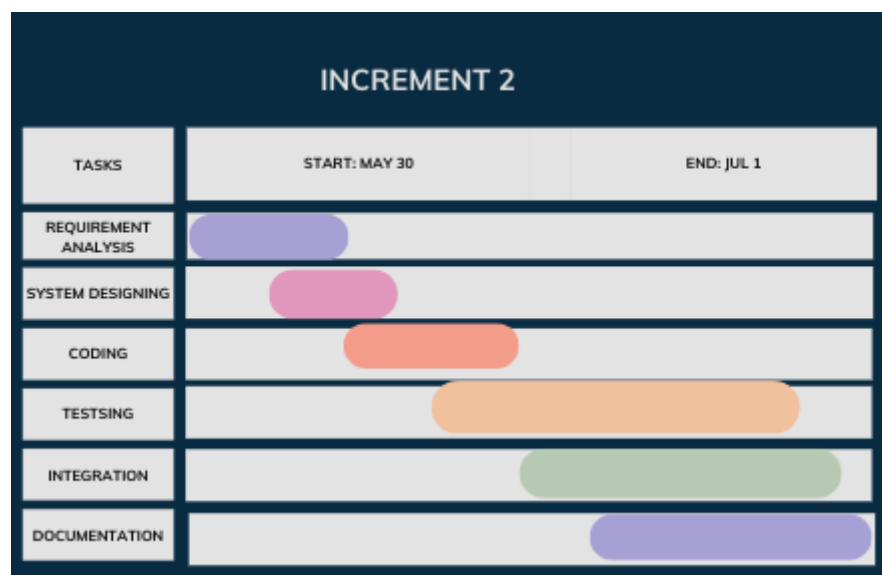 INCREMENT 2
TASKS
START: MAY 30
END: JUL 1
REQUIREMENT
ANALYSIS
SYSTEM DESIGNING
CODING
TESTSING
INTEGRATION
DOCUMENTATION